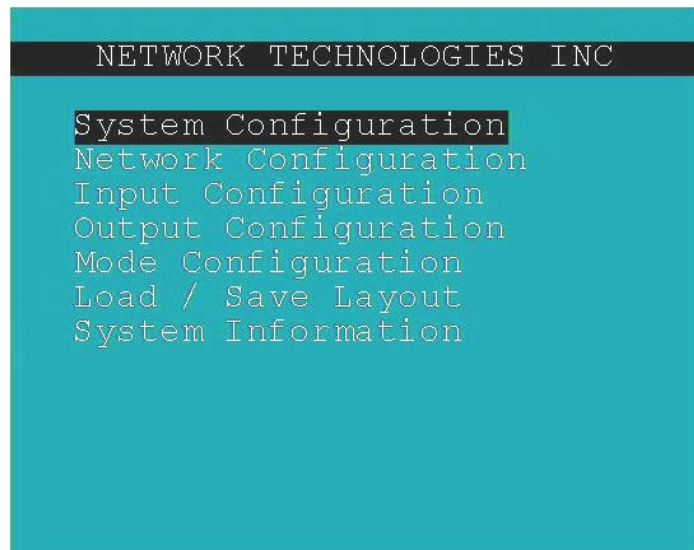 NETWORK TECHNOLOGIES INC
System Configuration
Network Configuration
Input Configuration
Output Configuration
Mode Configuration
Load / Save Layout
System Information